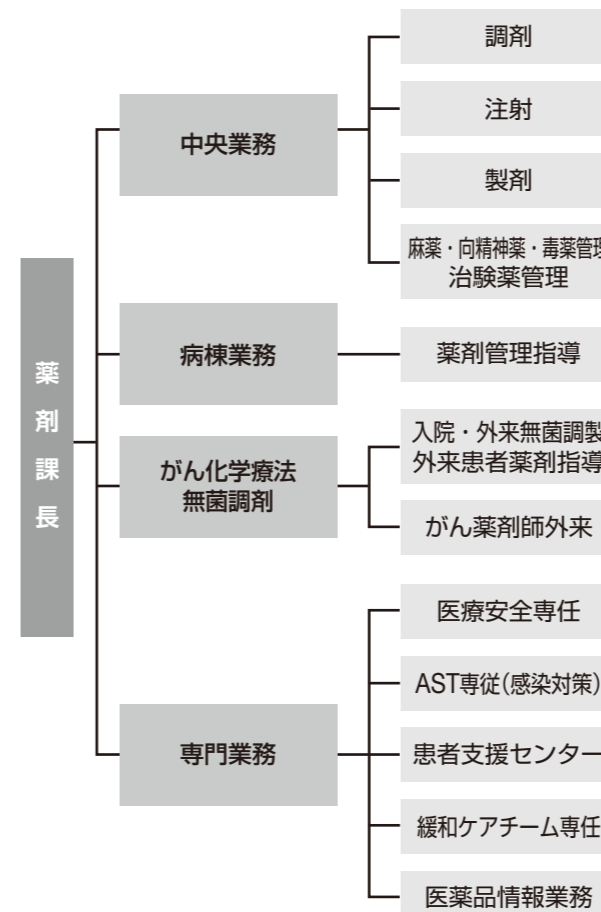 薬剤課長
中央業務
調剤
注射
製剤
麻薬・向精神薬・毒薬管理
治験薬管理
病棟業務
薬剤管理指導
がん化学療法
無菌調剤
入院・外来無菌調製
外来患者薬剤指導
がん薬剤師外来
専門業務
医療安全専任
AST専従(感染対策)
患者支援センター
緩和ケアチーム専任
医薬品情報業務